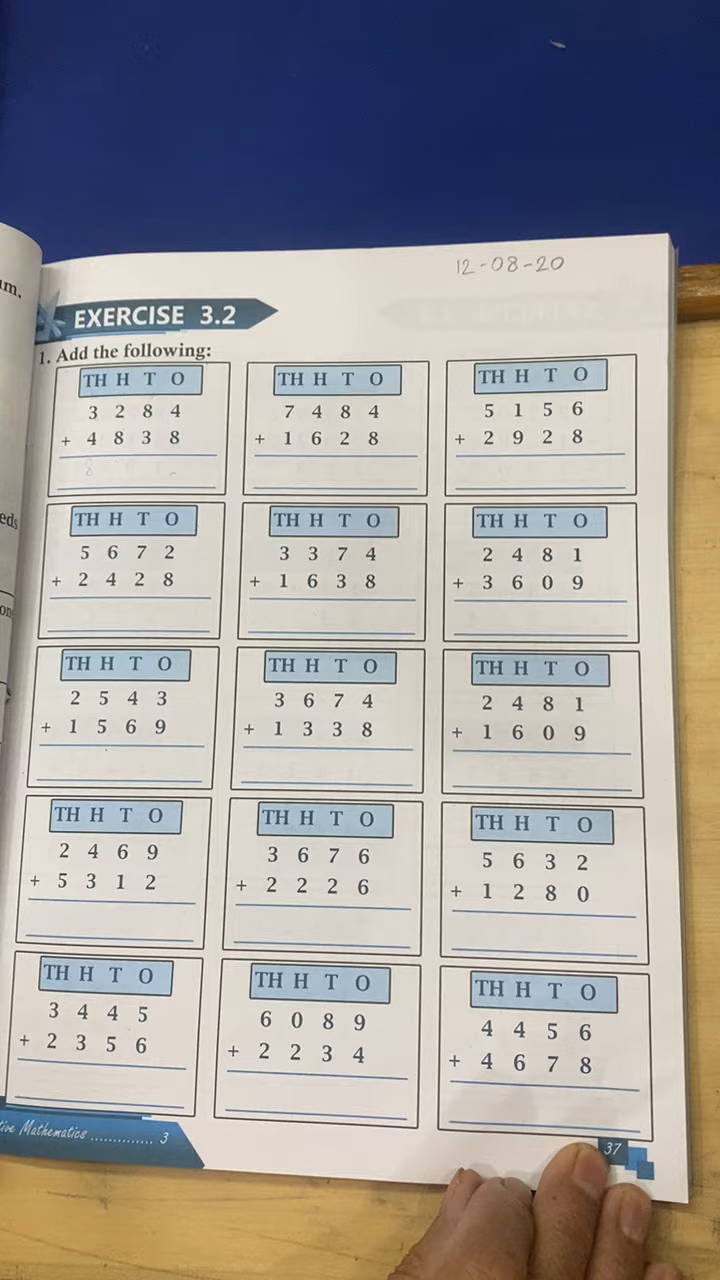 12-08-20
EXERCISE 3.2
1. Add the following:
TH H T O TH H T O TH H T O
3 2 8 4 7 4 8 4 5 1 5 6
+ 4 8 3 8 + 1 6 2 8 + 2 9 2 8
TH H T O TH H T O TH H T O
5 6 7 2 3 3 7 4 2 4 8 1
+ 2 4 2 8 + 1 6 3 8 + 3 6 0 9
TH H T O TH H T O TH H T O
2 5 4 3 3 6 7 4 2 4 8 1
+ 1 5 6 9 + 1 3 3 8 + 1 6 0 9
TH H T O TH H T O TH H T O
2 4 6 9 3 6 7 6 5 6 3 2
+ 5 3 1 2 + 2 2 2 6 + 1 2 8 0
TH H T O TH H T O TH H T O
3 4 4 5 6 0 8 9 4 4 5 6
+ 2 3 5 6 + 2 2 3 4 + 4 6 7 8
Mathematics .............. 3
37